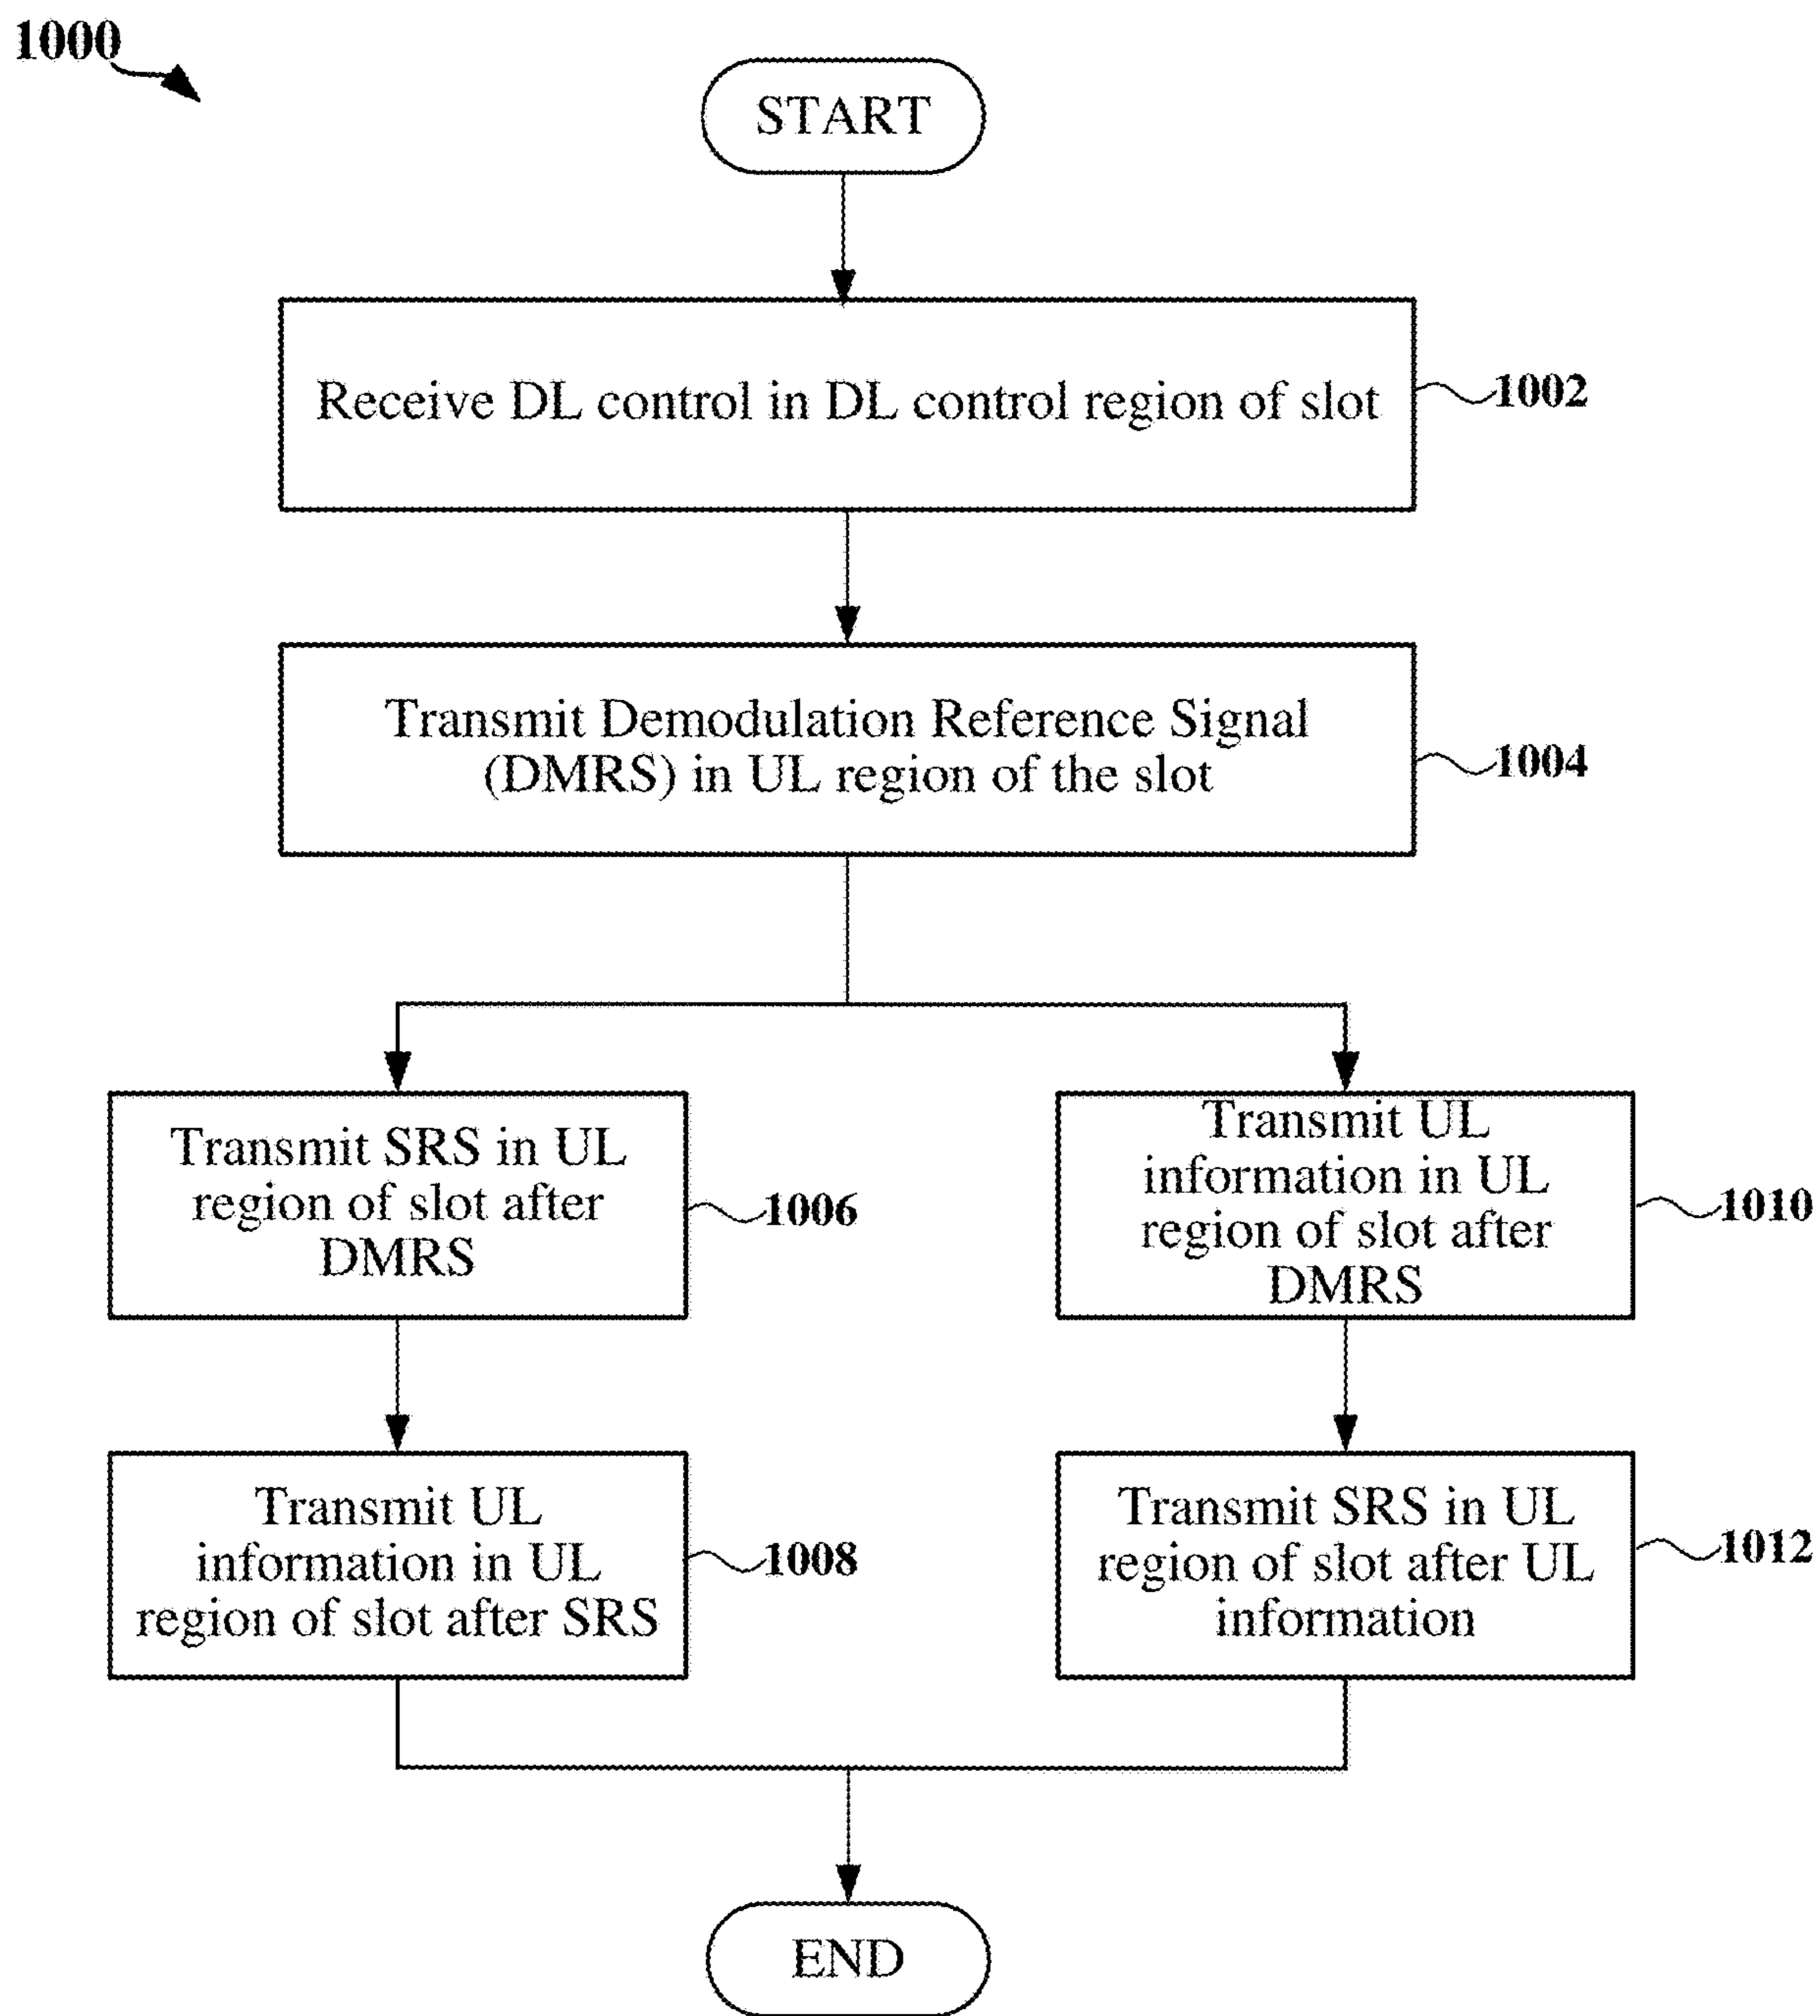 1000
START
Receive DL control in DL control region of slot
1002
Transmit Demodulation Reference Signal
(DMRS) in UL region of the slot
1004
Transmit SRS in UL
region of slot after
DMRS
1006
Transmit UL
information in UL
region of slot after
DMRS
1010
Transmit UL
information in UL
region of slot after SRS
1008
Transmit SRS in UL
region of slot after UL
information
1012
END